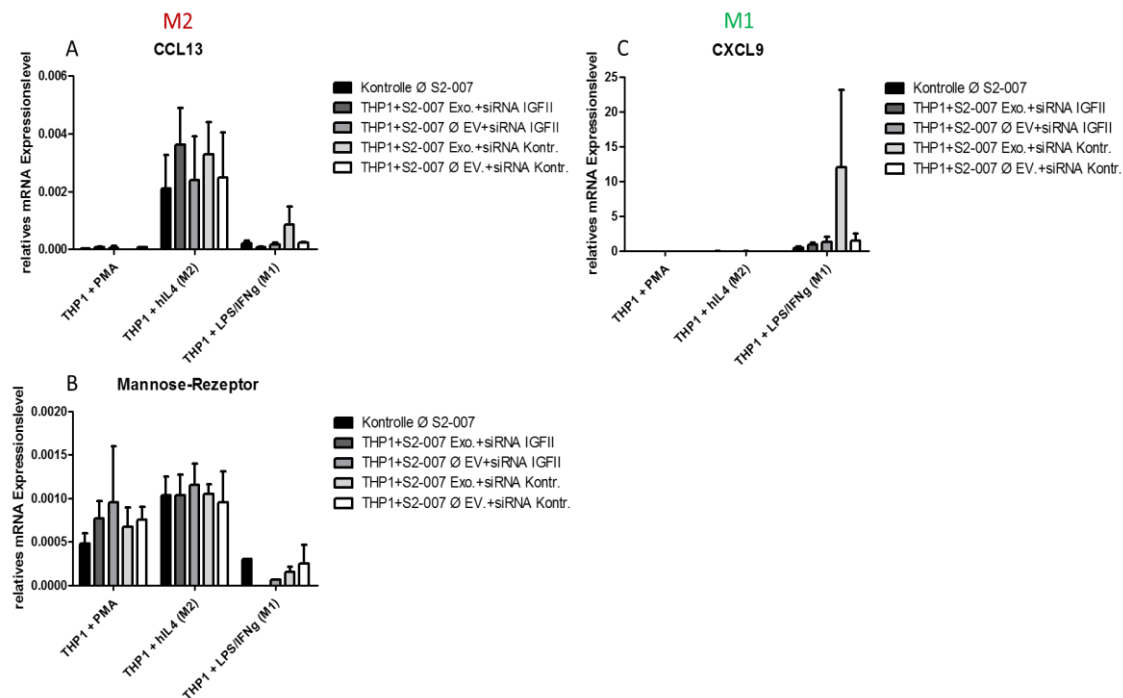 M2
A
CCL13
relatives mRNA Expressionslevel
0.006
0.004
0.002
0.000
THP1 + PMA
THP1 + hIL4 (M2)
THP1 + LPS/IFNg (M1)
Kontrolle Ø S2-007
THP1+S2-007 Exo.+siRNA IGFII
THP1+S2-007 Ø EV+siRNA IGFII
THP1+S2-007 Exo.+siRNA Kontr.
THP1+S2-007 Ø EV.+siRNA Kontr.
M1
C
CXCL9
relatives mRNA Expressionslevel
25
20
15
10
5
0
THP1 + PMA
THP1 + hIL4 (M2)
THP1 + LPS/IFNg (M1)
Kontrolle Ø S2-007
THP1+S2-007 Exo.+siRNA IGFII
THP1+S2-007 Ø EV+siRNA IGFII
THP1+S2-007 Exo.+siRNA Kontr.
THP1+S2-007 Ø EV.+siRNA Kontr.
B
Mannose-Rezeptor
relatives mRNA Expressionslevel
0.0020
0.0015
0.0010
0.0005
0.0000
THP1 + PMA
THP1 + hIL4 (M2)
THP1 + LPS/IFNg (M1)
Kontrolle Ø S2-007
THP1+S2-007 Exo.+siRNA IGFII
THP1+S2-007 Ø EV+siRNA IGFII
THP1+S2-007 Exo.+siRNA Kontr.
THP1+S2-007 Ø EV.+siRNA Kontr.